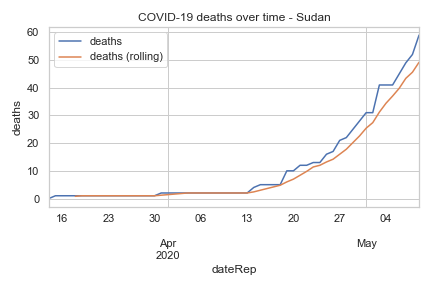 COVID-19 deaths over time - Sudan
deaths
deaths (rolling)
deaths
60
50
40
30
20
10
0
16 23 30 06 13 20 27 04
Apr May
2020
dateRep